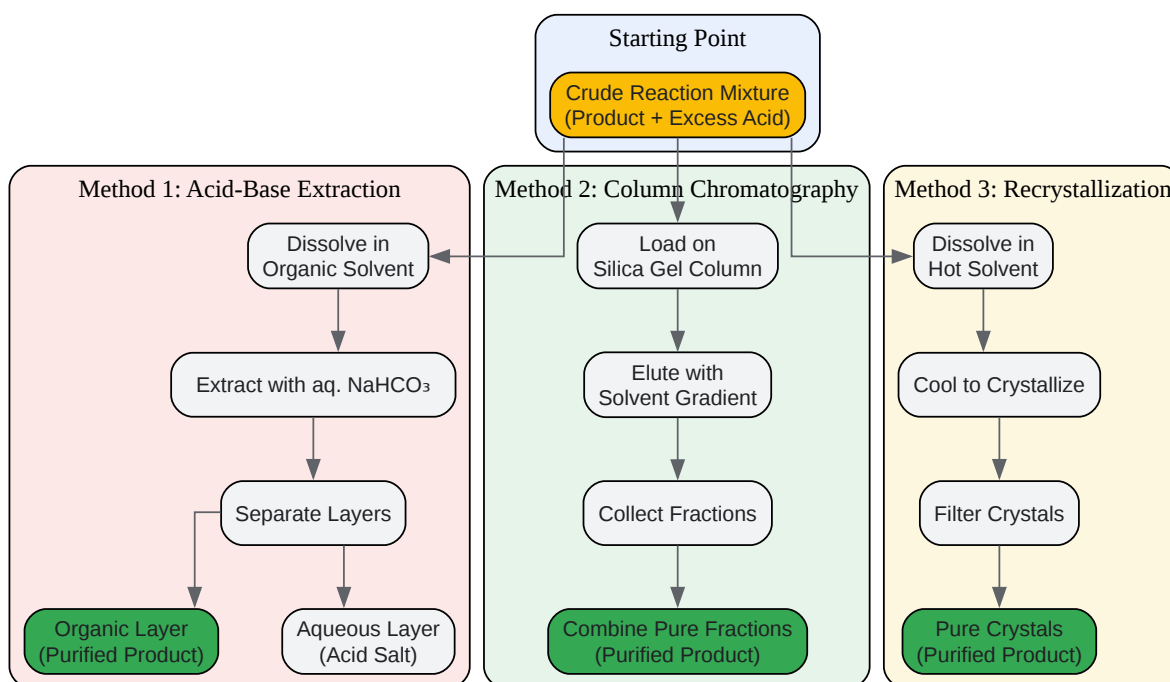 Starting Point
Crude Reaction Mixture
(Product + Excess Acid)
Method 1: Acid-Base Extraction
Dissolve in
Organic Solvent
Extract with aq. NaHCO₃
Separate Layers
Organic Layer
(Purified Product)
Aqueous Layer
(Acid Salt)
Method 2: Column Chromatography
Load on
Silica Gel Column
Elute with
Solvent Gradient
Collect Fractions
Combine Pure Fractions
(Purified Product)
Method 3: Recrystallization
Dissolve in
Hot Solvent
Cool to Crystallize
Filter Crystals
Pure Crystals
(Purified Product)